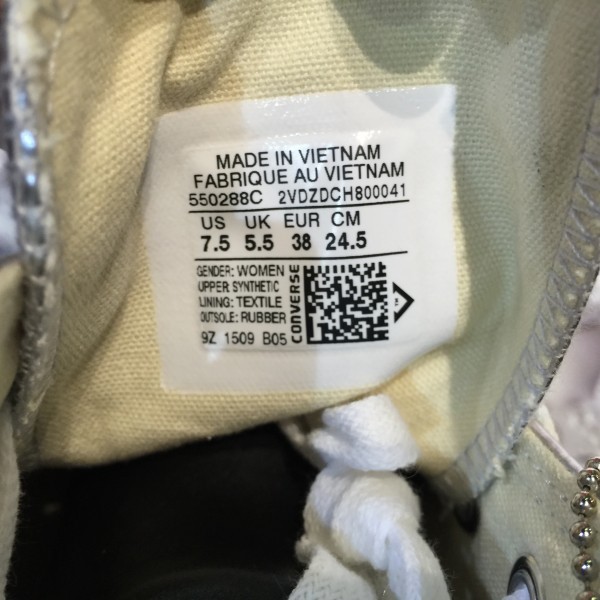 MADE IN VIETNAM
FABRIQUE AU VIETNAM
550288C 2VDZDCH800041
US UK EUR CM
7.5 5.5 38 24.5
GENDER: WOMEN
UPPER: SYNTHETIC
LINING: TEXTILE
OUTSOLE: RUBBER
9Z 1509 B05
CONVERSE